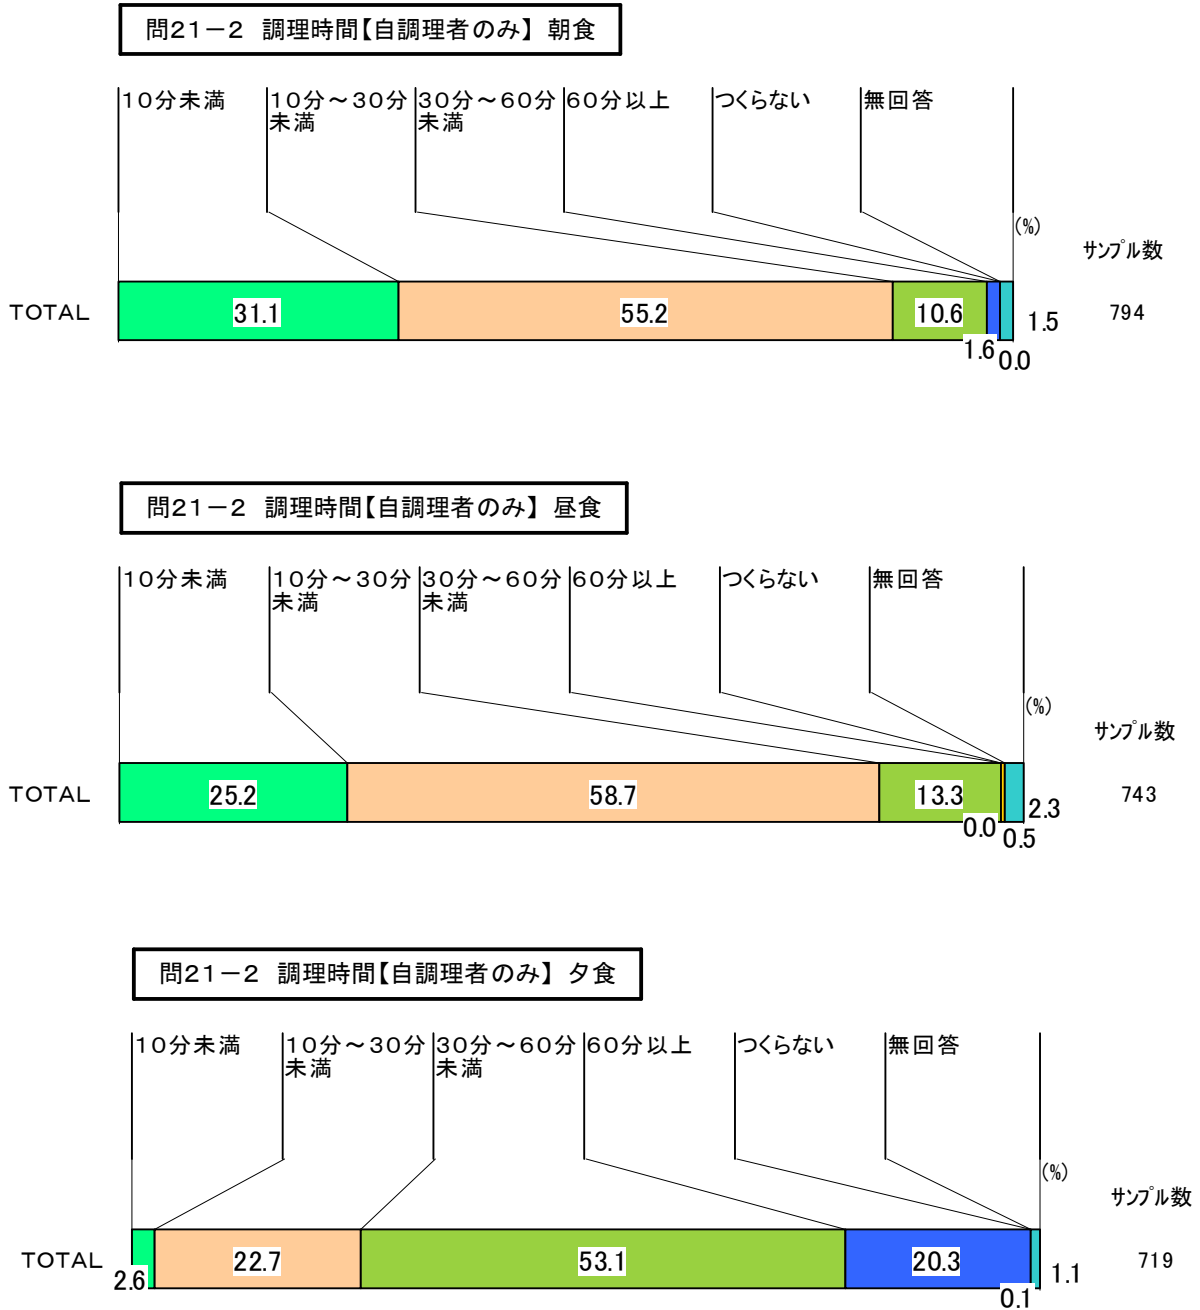 問21－2 調理時間【自調理者のみ】 朝食
10分未満 10分～30分未満 30分～60分未満 60分以上 つくらない 無回答
(%)
サンプル数
TOTAL 31.1 55.2 10.6 1.6 0.0 1.5 794
問21－2 調理時間【自調理者のみ】 昼食
10分未満 10分～30分未満 30分～60分未満 60分以上 つくらない 無回答
(%)
サンプル数
TOTAL 25.2 58.7 13.3 0.0 0.5 2.3 743
問21－2 調理時間【自調理者のみ】 夕食
10分未満 10分～30分未満 30分～60分未満 60分以上 つくらない 無回答
(%)
サンプル数
TOTAL 2.6 22.7 53.1 20.3 0.1 1.1 719